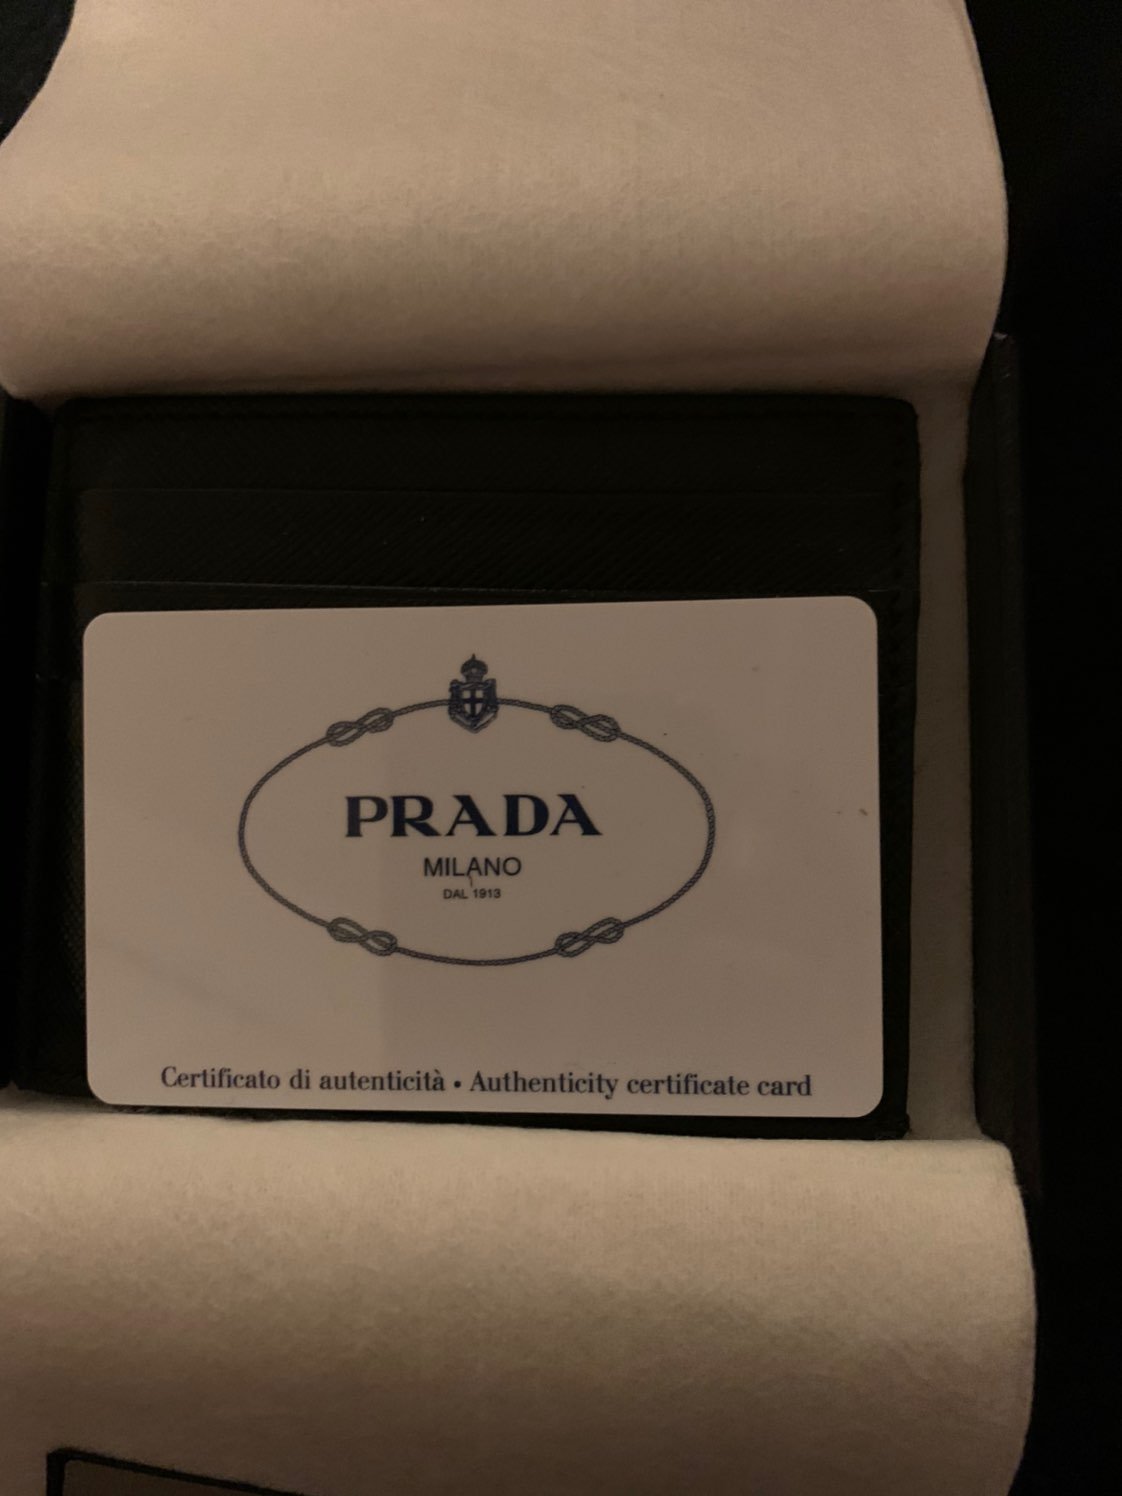 PRADA
MILANO
DAL 1913
Certificato di autenticità • Authenticity certificate card